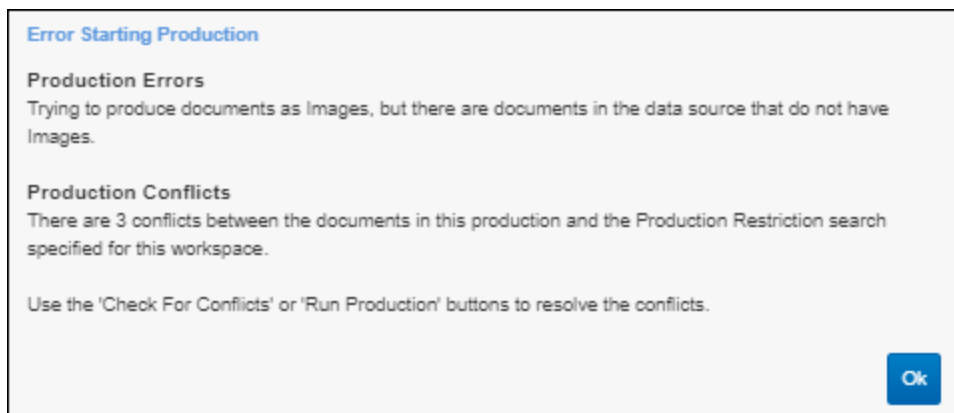 Error Starting Production
Production Errors
Trying to produce documents as Images, but there are documents in the data source that do not have
Images.
Production Conflicts
There are 3 conflicts between the documents in this production and the Production Restriction search
specified for this workspace.
Use the 'Check For Conflicts' or 'Run Production' buttons to resolve the conflicts.
Ok